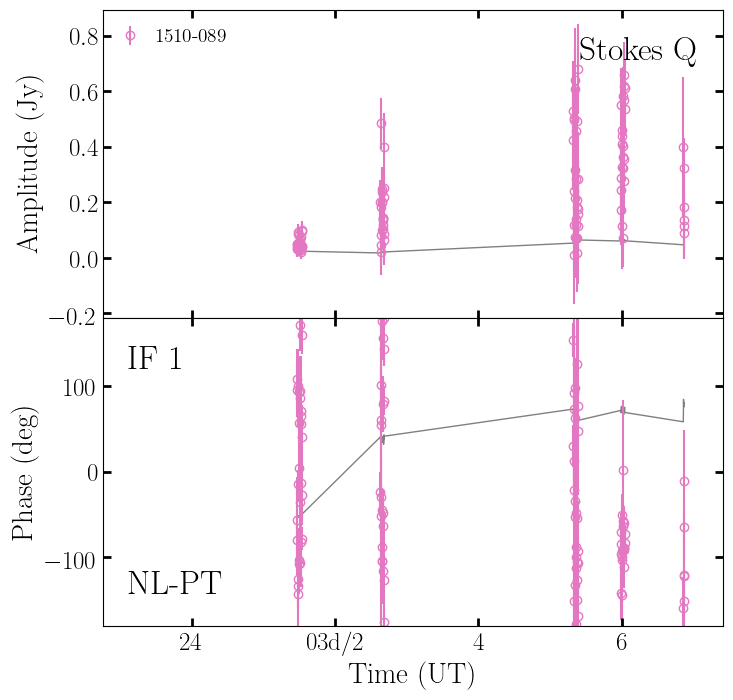 1510-089
Stokes Q
Amplitude (Jy)
0.8
0.6
0.4
0.2
0.0
−0.2
IF 1
NL-PT
Phase (deg)
100
0
−100
24
03d/2
4
6
Time (UT)